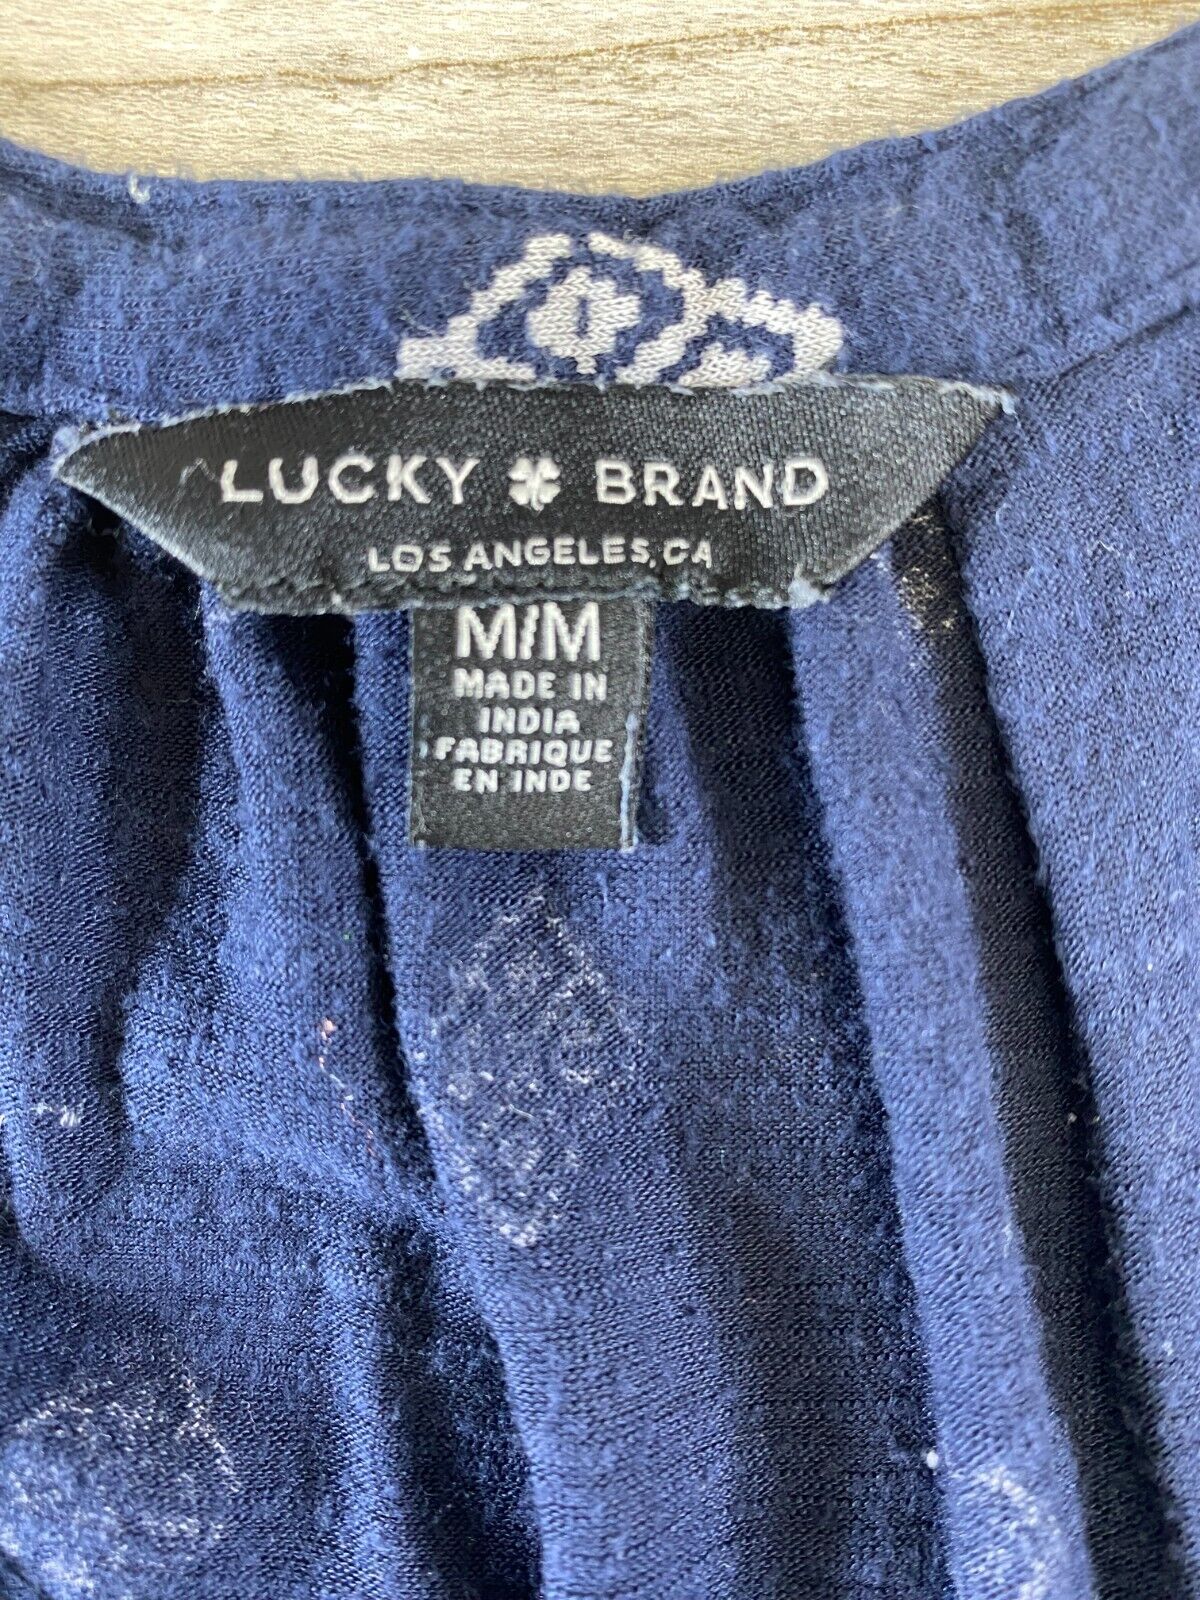 LUCKY BRAND
LOS ANGELES, CA
M/M
MADE IN
INDIA
FABRIQUE
EN INDE